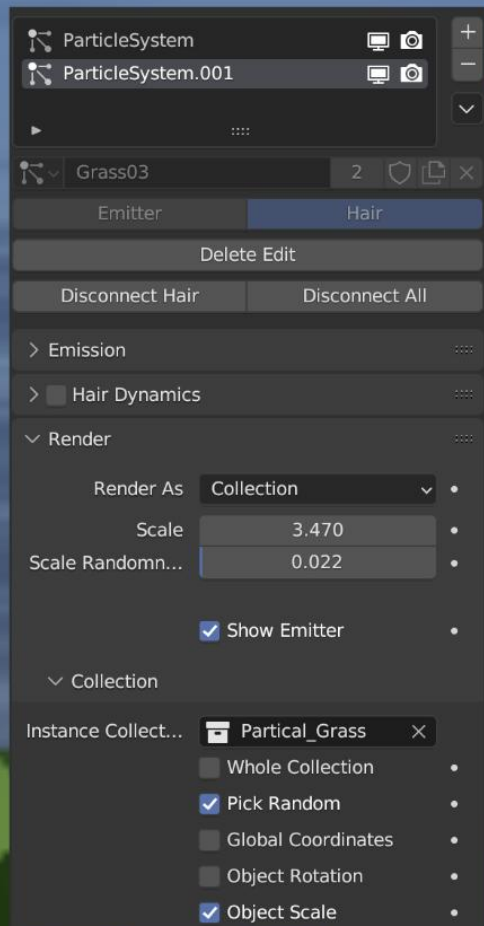 ParticleSystem
ParticleSystem.001
Grass03 2
Emitter Hair
Delete Edit
Disconnect Hair Disconnect All
Emission
Hair Dynamics
Render
Render As Collection
Scale 3.470
Scale Randomn... 0.022
Show Emitter
Collection
Instance Collect... Partical_Grass
Whole Collection
Pick Random
Global Coordinates
Object Rotation
Object Scale